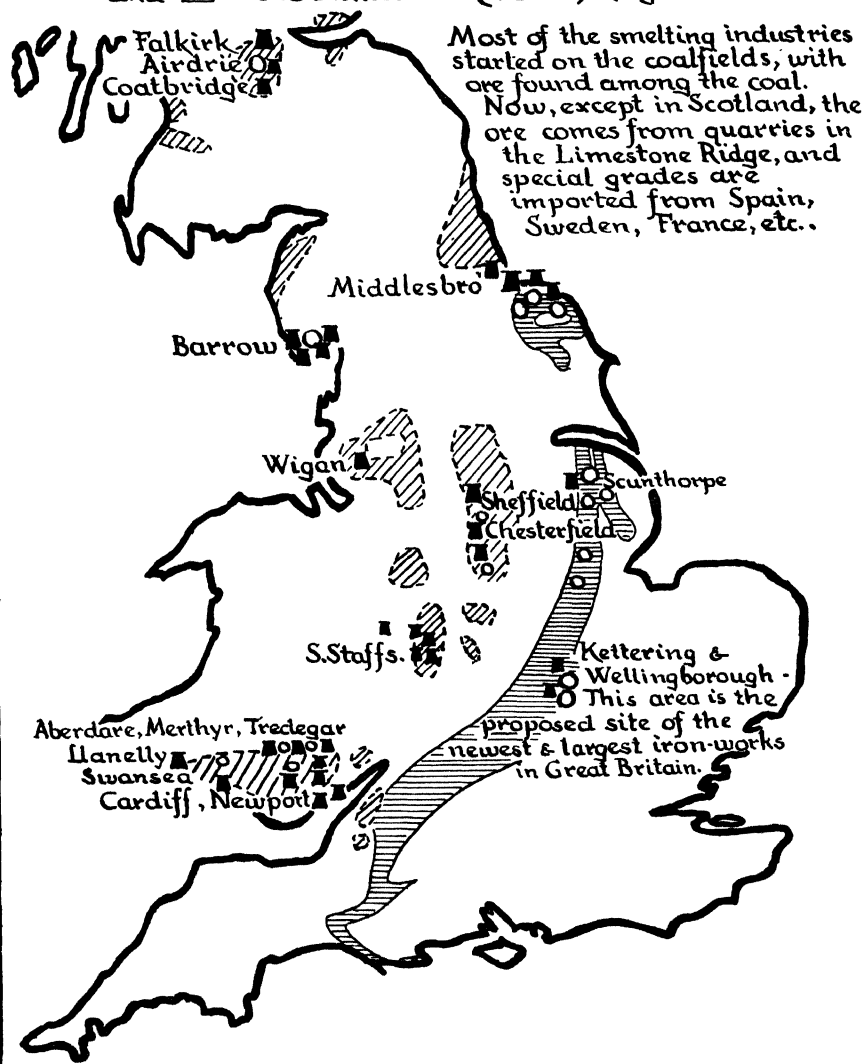 Falkirk
Airdrie
Coatbridge
Most of the smelting industries
started on the coalfields, with
ore found among the coal.
Now, except in Scotland, the
ore comes from quarries in
the Limestone Ridge, and
special grades are
imported from Spain,
Sweden, France, etc..
Middlesbro'
Barrow
Wigan
Scunthorpe
Sheffield
Chesterfield
S. Staffs.
Kettering &
Wellingborough -
This area is the
proposed site of the
newest & largest iron-works
in Great Britain.
Aberdare, Merthyr, Tredegar
Llanelly
Swansea
Cardiff, Newport